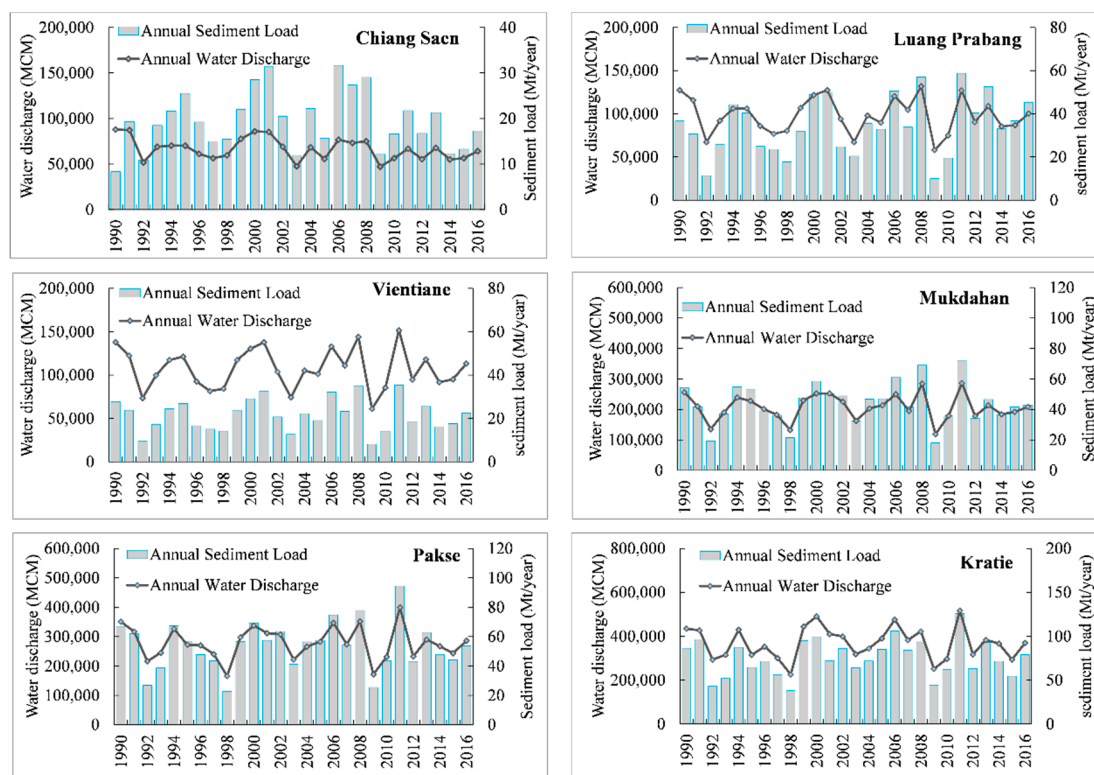 200,000
150,000
100,000
50,000
0
Water discharge (MCM)
Annual Sediment Load
Annual Water Discharge
Chiang Saen
40
30
20
10
0
Sediment load (Mt/year)
1990 1992 1994 1996 1998 2000 2002 2004 2006 2008 2010 2012 2014 2016
200,000
150,000
100,000
50,000
0
Water discharge (MCM)
Annual Sediment Load
Annual Water Discharge
Luang Prabang
80
60
40
20
0
sediment load (Mt/year)
1990 1992 1994 1996 1998 2000 2002 2004 2006 2008 2010 2012 2014 2016
200,000
150,000
100,000
50,000
0
Water discharge (MCM)
Annual Sediment Load
Annual Water Discharge
Vientiane
80
60
40
20
0
sediment load (Mt/year)
1990 1992 1994 1996 1998 2000 2002 2004 2006 2008 2010 2012 2014 2016
600,000
500,000
400,000
300,000
200,000
100,000
0
Water discharge (MCM)
Annual Sediment Load
Annual Water Discharge
Mukdahan
120
100
80
60
40
20
0
Sediment load (Mt/year)
1990 1992 1994 1996 1998 2000 2002 2004 2006 2008 2010 2012 2014 2016
600,000
500,000
400,000
300,000
200,000
100,000
0
Water discharge (MCM)
Annual Sediment Load
Annual Water Discharge
Pakse
120
100
80
60
40
20
0
Sediment load (Mt/year)
1990 1992 1994 1996 1998 2000 2002 2004 2006 2008 2010 2012 2014 2016
800,000
600,000
400,000
200,000
0
Water discharge (MCM)
Annual Sediment Load
Annual Water Discharge
Kratie
200
150
100
50
0
sediment load (Mt/year)
1990 1992 1994 1996 1998 2000 2002 2004 2006 2008 2010 2012 2014 2016